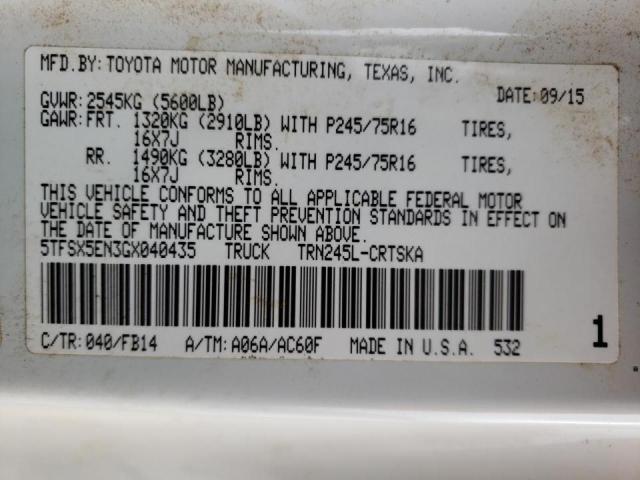 MFD.BY: TOYOTA MOTOR MANUFACTURING, TEXAS, INC.
DATE: 09/15
GVWR: 2545KG (5600LB)
GAWR: FRT. 1320KG (2910LB) WITH P245/75R16 TIRES,
16X7J RIMS.
RR. 1490KG (3280LB) WITH P245/75R16 TIRES,
16X7J RIMS.
THIS VEHICLE CONFORMS TO ALL APPLICABLE FEDERAL MOTOR
VEHICLE SAFETY AND THEFT PREVENTION STANDARDS IN EFFECT ON
THE DATE OF MANUFACTURE SHOWN ABOVE.
5TFSX5EN3GX040435 TRUCK TRN245L-CRTSKA
C/TR: 040/FB14 A/TM: A06A/AC60F MADE IN U.S.A. 532
1